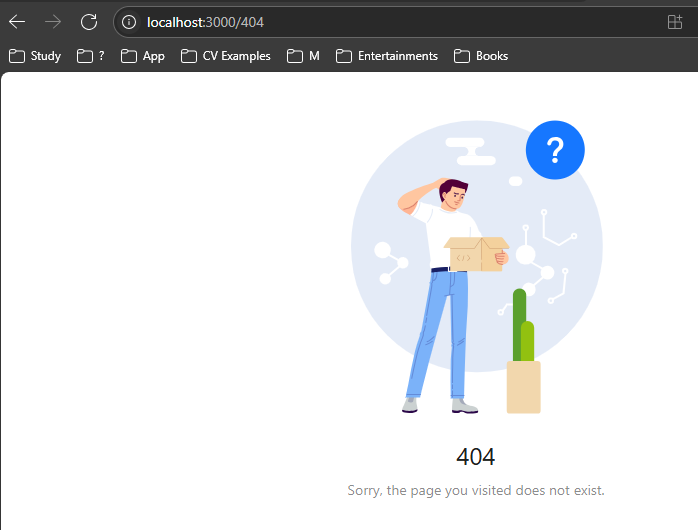 localhost:3000/404
Study ? App CV Examples M Entertainments Books
?
</>
404
Sorry, the page you visited does not exist.